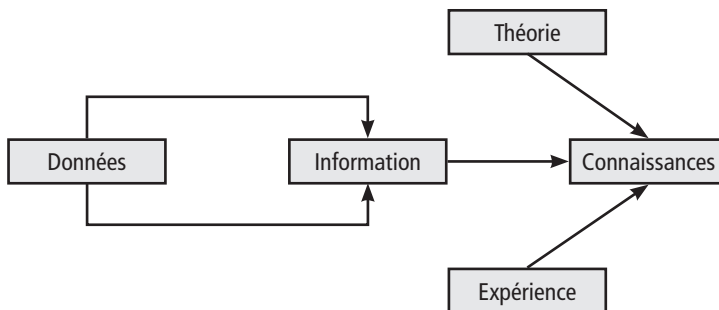 Théorie
Données
Information
Connaissances
Expérience